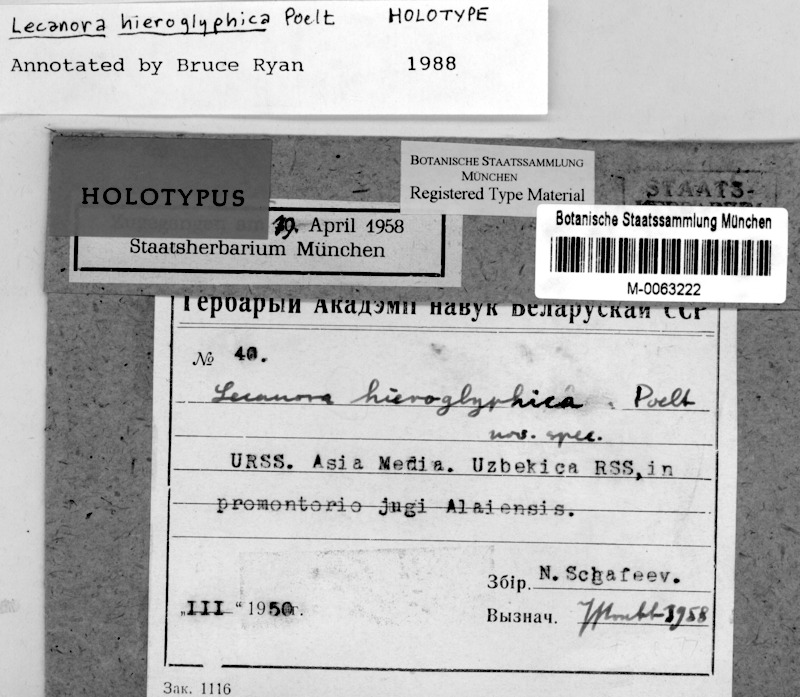 Lecanora hieroglyphica Poelt HOLOTYPE
Annotated by Bruce Ryan 1988
BOTANISCHE STAATSSAMMLUNG
MÜNCHEN
Registered Type Material
HOLOTYPUS
STAATS-
19. April 1958
Staatsherbarium München
Botanische Staatssammlung München
M-0063222
Гербарый Акадэміі навук Беларускай ССР
№ 40.
Lecanora hieroglyphica. Poelt
nov. spec.
URSS. Asia Media. Uzbekica RSS, in
promontorio jugi Alaiensis.
Збір. N. Schafeev.
„III“ 1950г.
Вызнач. 1958
Зак. 1116